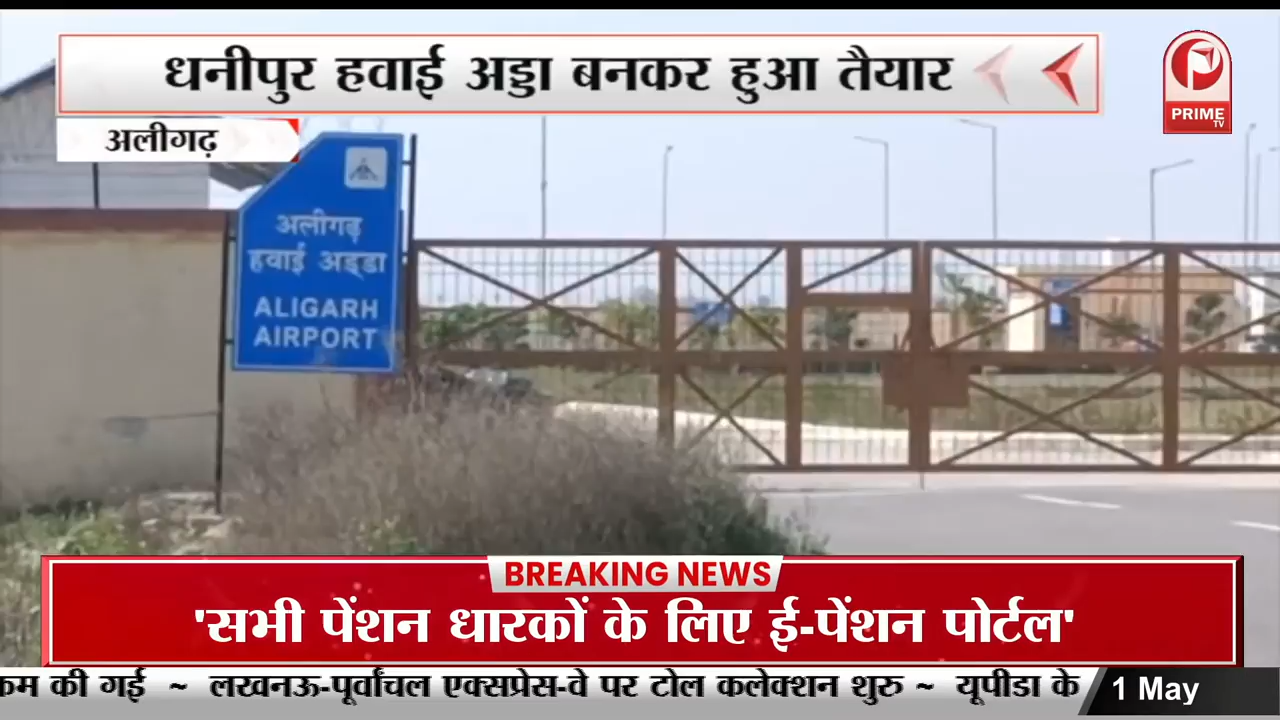 धनीपुर हवाई अड्डा बनकर हुआ तैयार
PRIME
TV
अलीगढ़
अलीगढ़
हवाई अड्डा
ALIGARH
AIRPORT
BREAKING NEWS
'सभी पेंशन धारकों के लिए ई-पेंशन पोर्टल'
की गई ~ लखनऊ-पूर्वांचल एक्सप्रेस-वे पर टोल कलेक्शन शुरु ~ यूपीडा के
1 May